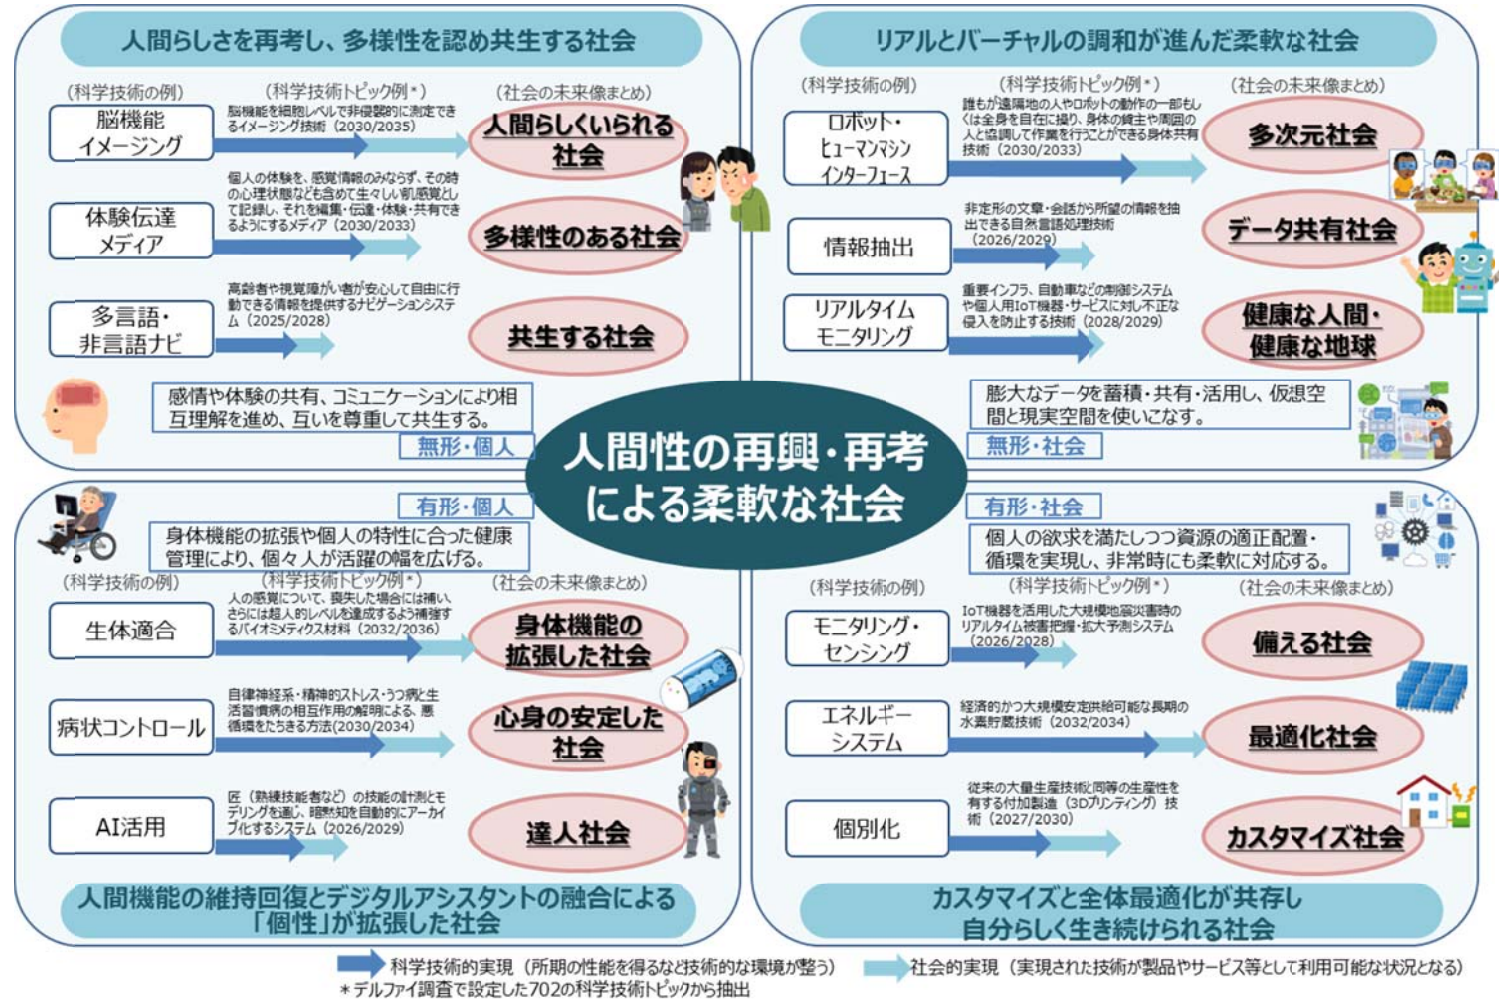 人間らしさを再考し、多様性を認め共生する社会
(科学技術の例)
(科学技術トピック例*)
(社会の未来像まとめ)
脳機能
イメージング
脳機能を細胞レベルで非侵襲的に測定でき
るイメージング技術（2030/2035）
人間らしくいられる
社会
体験伝達
メディア
個人の体験を、感覚情報のみならず、その時
の心理状態なども含めて生々しい肌感覚とし
て記録し、それを編集・伝達・体験・共有でき
るようにするメディア（2030/2033）
多様性のある社会
多言語・
非言語ナビ
高齢者や視覚障がい者が安心して自由に行
動できる情報を提供するナビゲーションシステ
ム（2025/2028）
共生する社会
感情や体験の共有、コミュニケーションにより相
互理解を進め、互いを尊重して共生する。
無形・個人
リアルとバーチャルの調和が進んだ柔軟な社会
(科学技術の例)
(科学技術トピック例*)
(社会の未来像まとめ)
ロボット・
ヒューマンマシン
インターフェース
誰もが遠隔地の人やロボットの動作の一部もし
くは全身を自在に操り、身体の貸主や周囲の
人と協調して作業を行うことができる身体共有
技術（2030/2033）
多次元社会
情報抽出
非定形の文章・会話から所望の情報を抽
出できる自然言語処理技術
（2026/2029）
データ共有社会
リアルタイム
モニタリング
重要インフラ、自動車などの制御システム
や個人用IoT機器・サービスに対し不正な
侵入を防止する技術（2028/2029）
健康な人間・
健康な地球
膨大なデータを蓄積・共有・活用し、仮想空
間と現実空間を使いこなす。
無形・社会
人間性の再興・再考
による柔軟な社会
有形・個人
身体機能の拡張や個人の特性に合った健康
管理により、個々人が活躍の幅を広げる。
(科学技術の例)
(科学技術トピック例*)
(社会の未来像まとめ)
生体適合
人の感覚について、喪失した場合には補い、
さらには超人的レベルを達成するよう補強す
るバイオミメティクス材料（2032/2036）
身体機能の
拡張した社会
病状コントロール
自律神経系・精神的ストレス・うつ病と生
活習慣病の相互作用の解明による、悪
循環をたちきる方法(2030/2034)
心身の安定した
社会
AI活用
匠（熟練技能者など）の技能の計測とモ
デリングを通じ、暗黙知を自動的にアーカイ
ブ化するシステム（2026/2029）
達人社会
人間機能の維持回復とデジタルアシスタントの融合による
「個性」が拡張した社会
有形・社会
個人の欲求を満たしつつ資源の適正配置・
循環を実現し、非常時にも柔軟に対応する。
(科学技術の例)
(科学技術トピック例*)
(社会の未来像まとめ)
モニタリング・
センシング
IoT機器を活用した大規模地震災害時の
リアルタイム被害把握・拡大予測システム
（2026/2028）
備える社会
エネルギー
システム
経済的かつ大規模安定供給可能な長期の
水素貯蔵技術（2032/2034）
最適化社会
個別化
従来の大量生産技術と同等の生産性を
有する付加製造（3Dプリンティング）技
術（2027/2030）
カスタマイズ社会
カスタマイズと全体最適化が共存し
自分らしく生き続けられる社会
科学技術的実現（所期の性能を得るなど技術的な環境が整う）
社会的実現（実現された技術が製品やサービス等として利用可能な状況となる）
*デルファイ調査で設定した702の科学技術トピックから抽出